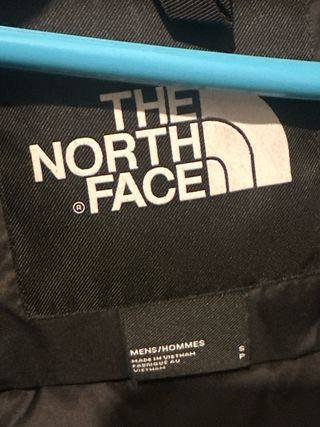 THE
NORTH
FACE
®
MENS/HOMMES
MADE IN VIETNAM
FABRIQUÉ AU
VIETNAM
S
P